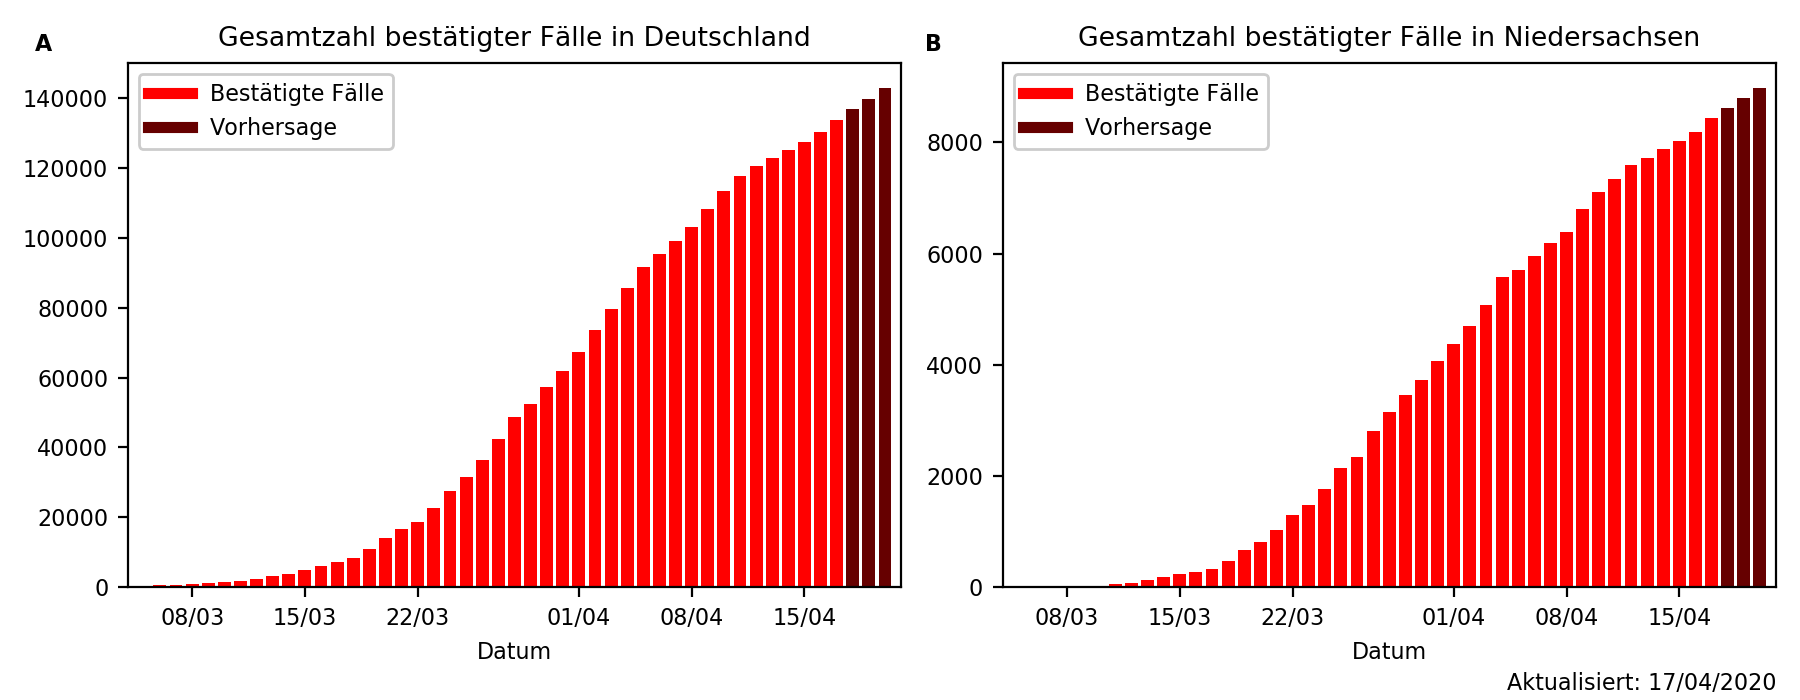 A
Gesamtzahl bestätigter Fälle in Deutschland
Bestätigte Fälle
Vorhersage
140000
120000
100000
80000
60000
40000
20000
0
08/03 15/03 22/03 01/04 08/04 15/04
Datum
B
Gesamtzahl bestätigter Fälle in Niedersachsen
Bestätigte Fälle
Vorhersage
8000
6000
4000
2000
0
08/03 15/03 22/03 01/04 08/04 15/04
Datum
Aktualisiert: 17/04/2020